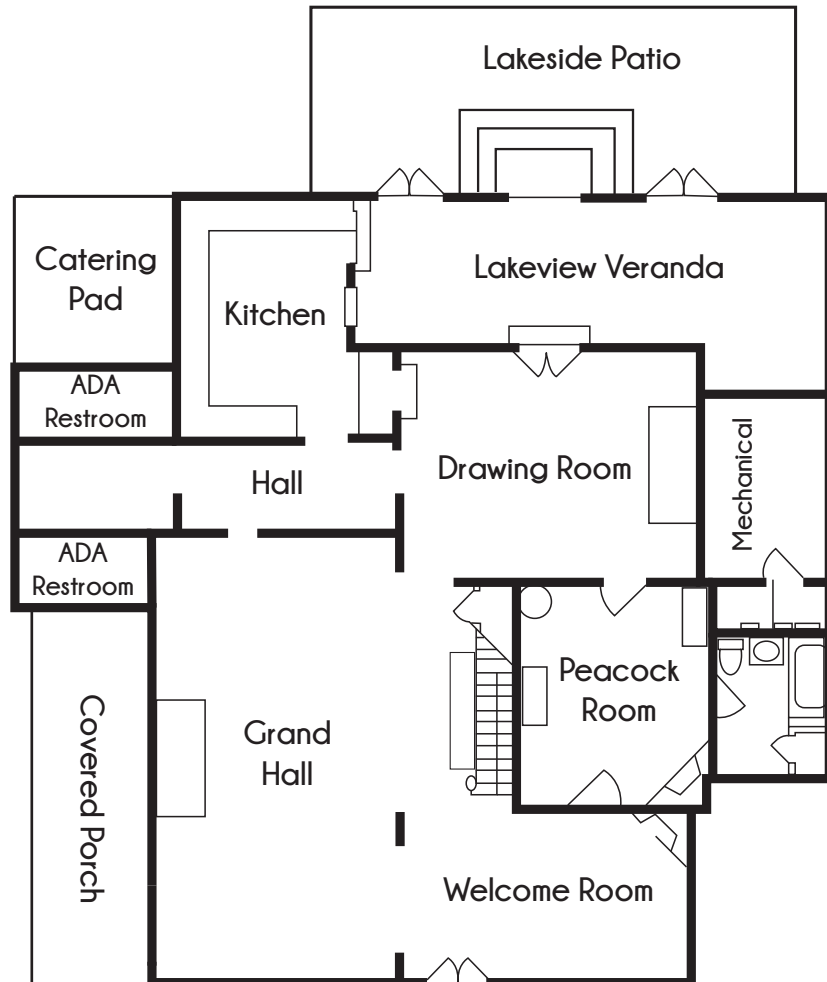 Lakeside Patio
Catering
Pad
Kitchen
Lakeview Veranda
ADA
Restroom
Hall
Drawing Room
Mechanical
ADA
Restroom
Covered Porch
Grand
Hall
Peacock
Room
Welcome Room